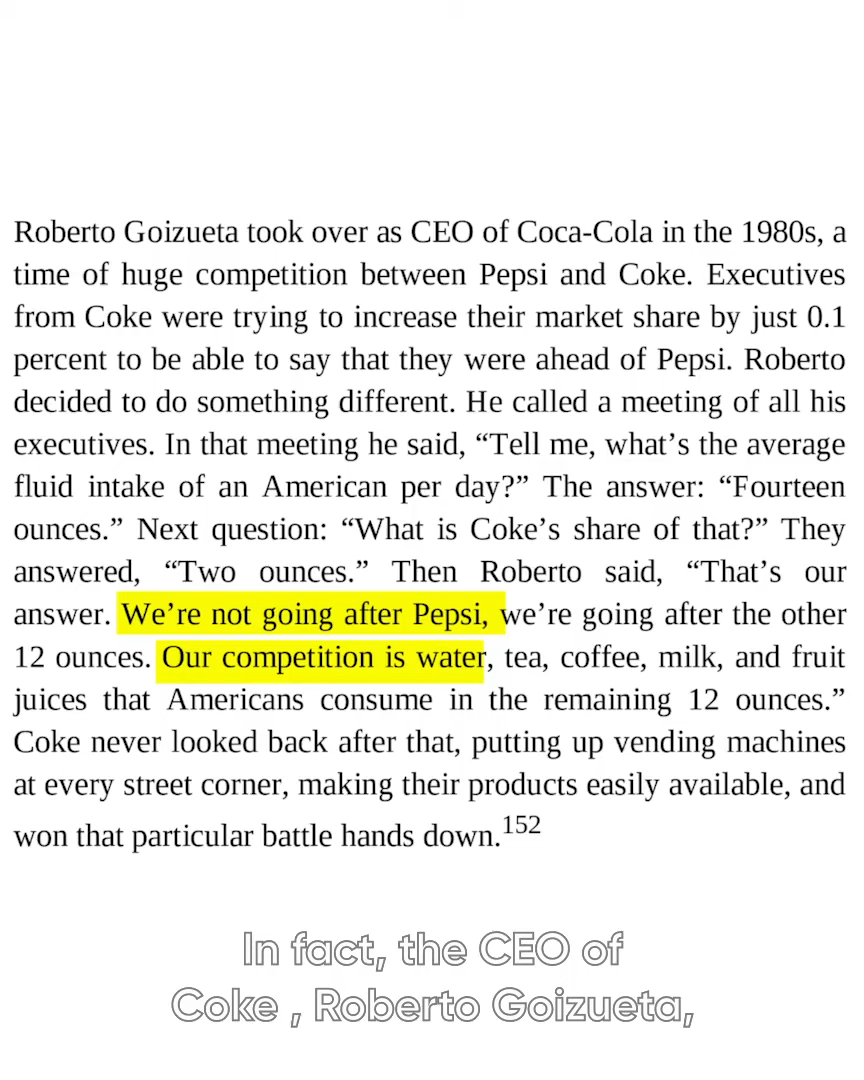 Roberto Goizueta took over as CEO of Coca-Cola in the 1980s, a
time of huge competition between Pepsi and Coke. Executives
from Coke were trying to increase their market share by just 0.1
percent to be able to say that they were ahead of Pepsi. Roberto
decided to do something different. He called a meeting of all his
executives. In that meeting he said, “Tell me, what’s the average
fluid intake of an American per day?” The answer: “Fourteen
ounces.” Next question: “What is Coke’s share of that?” They
answered, “Two ounces.” Then Roberto said, “That’s our
answer. We’re not going after Pepsi, we’re going after the other
12 ounces. Our competition is water, tea, coffee, milk, and fruit
juices that Americans consume in the remaining 12 ounces.”
Coke never looked back after that, putting up vending machines
at every street corner, making their products easily available, and
won that particular battle hands down.152
In fact, the CEO of
Coke , Roberto Goizueta,